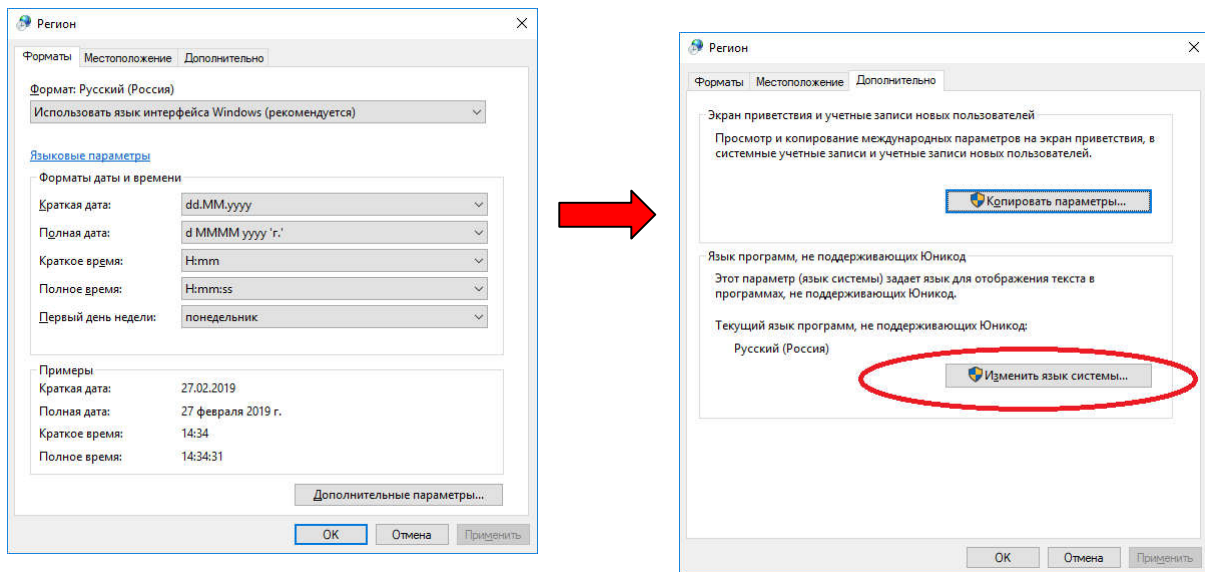 Регион
Форматы Местоположение Дополнительно
Формат: Русский (Россия)
Использовать язык интерфейса Windows (рекомендуется)
Языковые параметры
Форматы даты и времени
Краткая дата: dd.MM.yyyy
Полная дата: d MMMM yyyy 'г.'
Краткое время: H:mm
Полное время: H:mm:ss
Первый день недели: понедельник
Примеры
Краткая дата: 27.02.2019
Полная дата: 27 февраля 2019 г.
Краткое время: 14:34
Полное время: 14:34:31
Дополнительные параметры...
OK Отмена Применить
Регион
Форматы Местоположение Дополнительно
Экран приветствия и учетные записи новых пользователей
Просмотр и копирование международных параметров на экран приветствия, в
системные учетные записи и учетные записи новых пользователей.
Копировать параметры...
Язык программ, не поддерживающих Юникод
Этот параметр (язык системы) задает язык для отображения текста в
программах, не поддерживающих Юникод.
Текущий язык программ, не поддерживающих Юникод:
Русский (Россия)
Изменить язык системы...
OK Отмена Применить